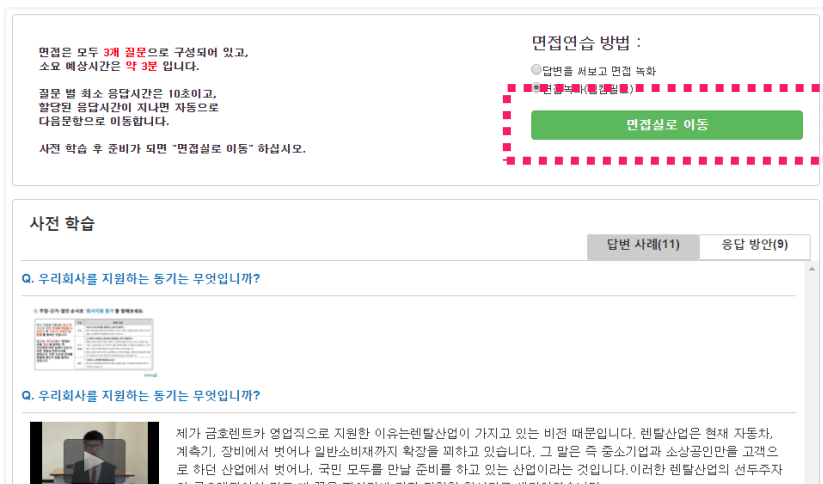 면접은 모두 3개 질문으로 구성되어 있고,
소요 예상시간은 약 3분 입니다.
질문 별 최소 응답시간은 10초이고,
할당된 응답시간이 지나면 자동으로
다음문항으로 이동합니다.
사전 학습 후 준비가 되면 "면접실로 이동" 하십시오.
면접연습 방법 :
답변을 써보고 면접 녹화
면접실로 이동
사전 학습
답변 사례(11)
응답 방안(9)
Q. 우리회사를 지원하는 동기는 무엇입니까?
Q. 우리회사를 지원하는 동기는 무엇입니까?
제가 금호렌트카 영업직으로 지원한 이유는렌탈산업이 가지고 있는 비전 때문입니다. 렌탈산업은 현재 자동차,
계측기, 장비에서 벗어나 일반소비재까지 확장을 꾀하고 있습니다. 그 말은 즉 중소기업과 소상공인만을 고객으
로 하던 산업에서 벗어나, 국민 모두를 만날 준비를 하고 있는 산업이라는 것입니다.이러한 렌탈산업의 선두주자